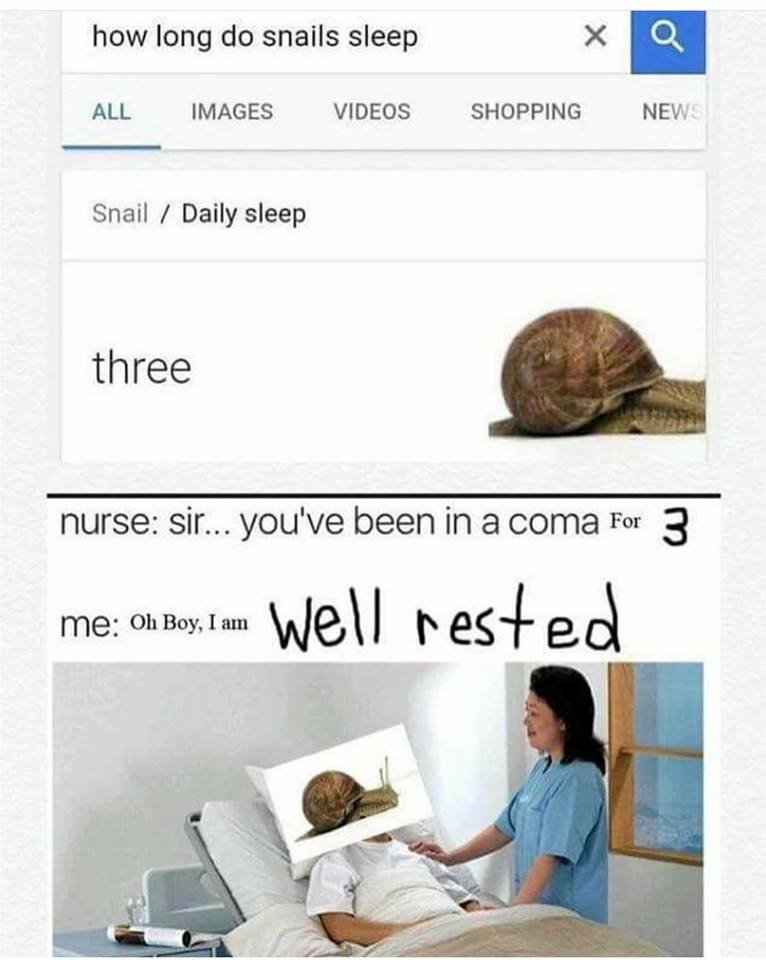 how long do snails sleep ×
ALL IMAGES VIDEOS SHOPPING NEWS
Snail / Daily sleep
three
nurse: sir... you've been in a coma For 3
me: Oh Boy, I am well rested